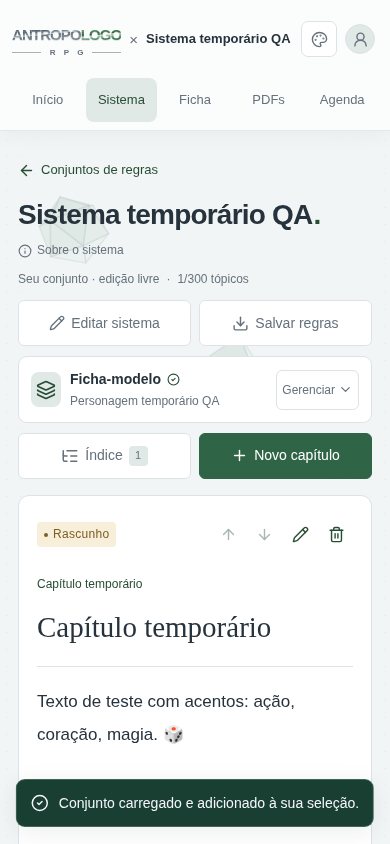 ANTROPOLOGO
RPG
× Sistema temporário QA
Início Sistema Ficha PDFs Agenda
Conjuntos de regras
Sistema temporário QA.
Sobre o sistema
Seu conjunto · edição livre · 1/300 tópicos
Editar sistema Salvar regras
Ficha-modelo
Personagem temporário QA
Gerenciar
Índice 1 Novo capítulo
• Rascunho
Capítulo temporário
Capítulo temporário
Texto de teste com acentos: ação,
coração, magia. 🎲
Conjunto carregado e adicionado à sua seleção.